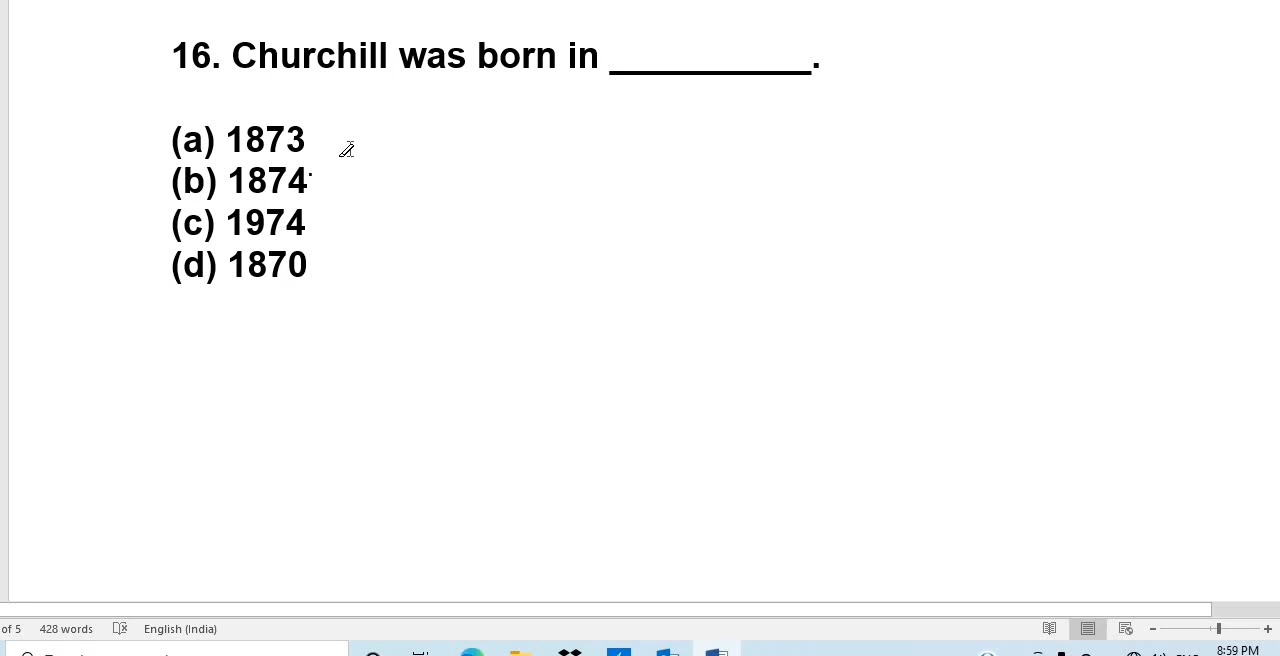 16. Churchill was born in __________.
(a) 1873
(b) 1874
(c) 1974
(d) 1870
of 5 428 words English (India)
8:59 PM